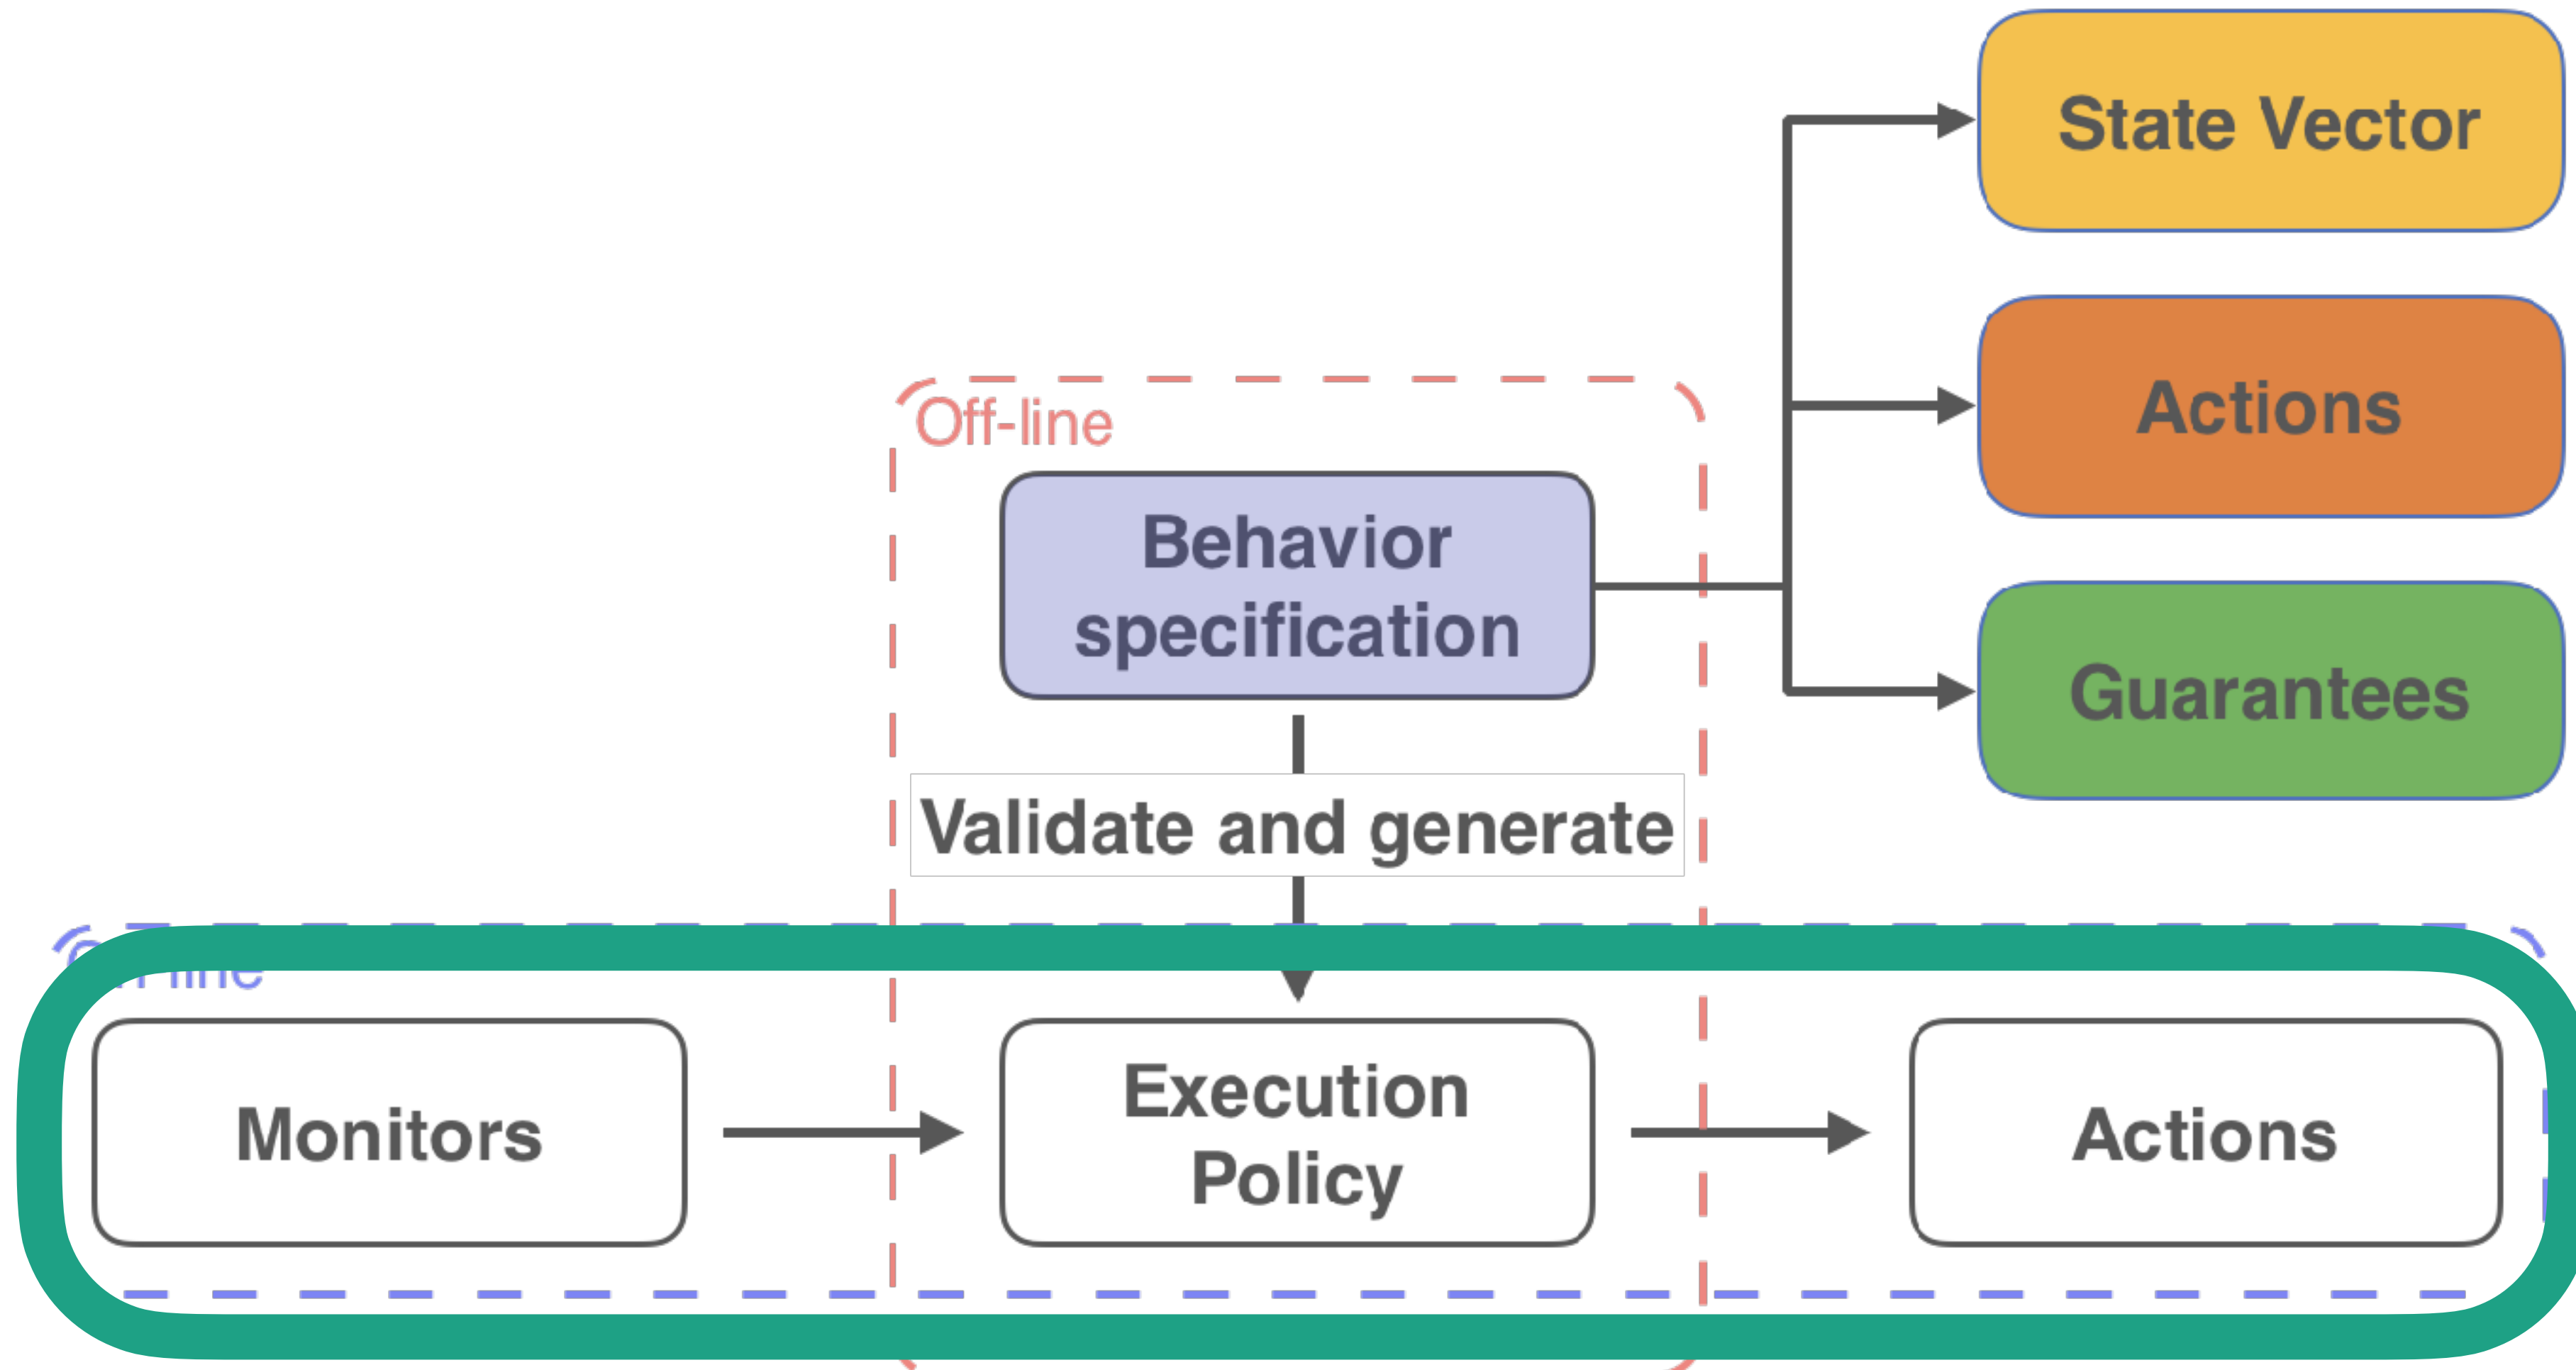 State Vector
Actions
Off-line
Behavior
specification
Guarantees
Validate and generate
Monitors
Execution
Policy
Actions